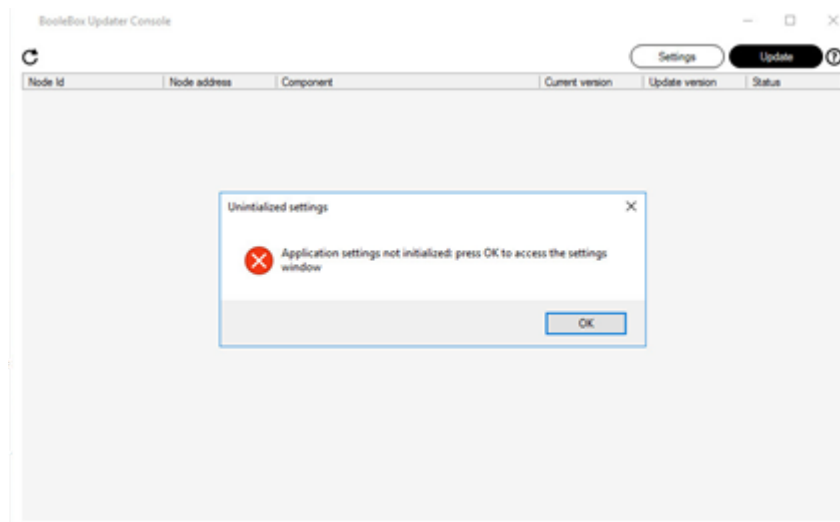 BooleBox Updater Console
Settings
Update
Node Id
Node address
Component
Current version
Update version
Status
Unintialized settings
Application settings not initialized: press OK to access the settings
window
OK